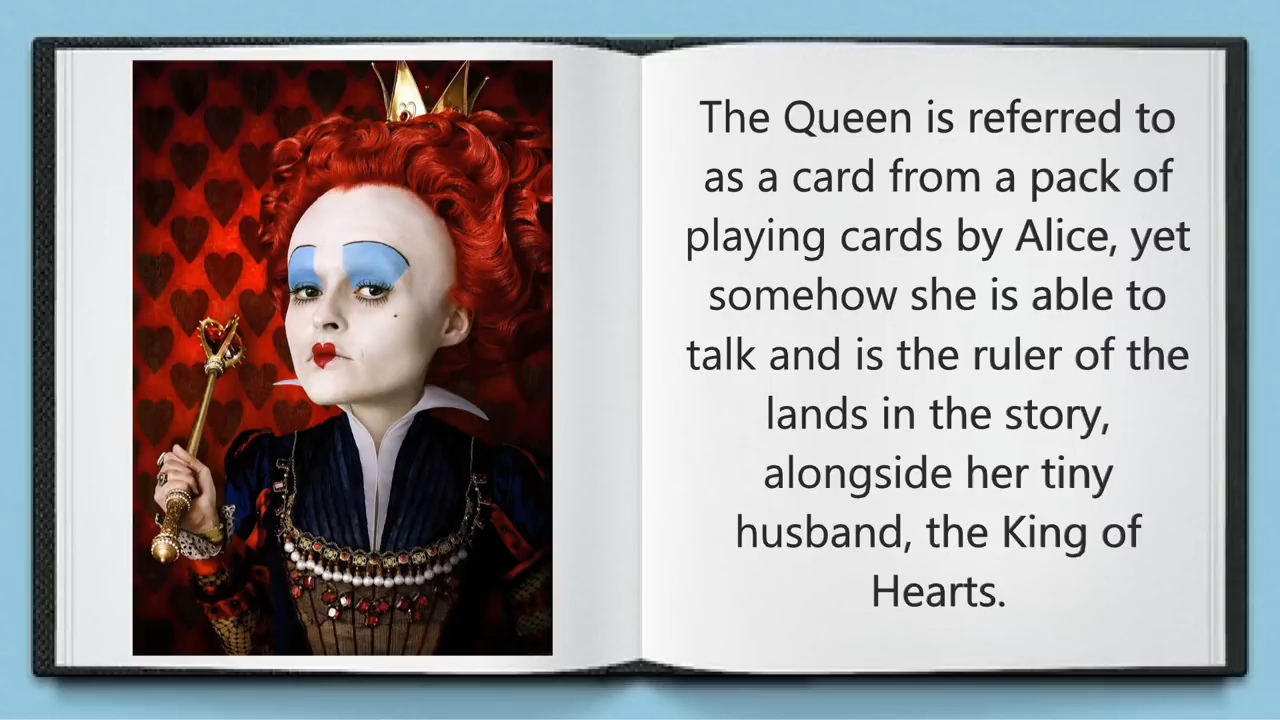 The Queen is referred to
as a card from a pack of
playing cards by Alice, yet
somehow she is able to
talk and is the ruler of the
lands in the story,
alongside her tiny
husband, the King of
Hearts.